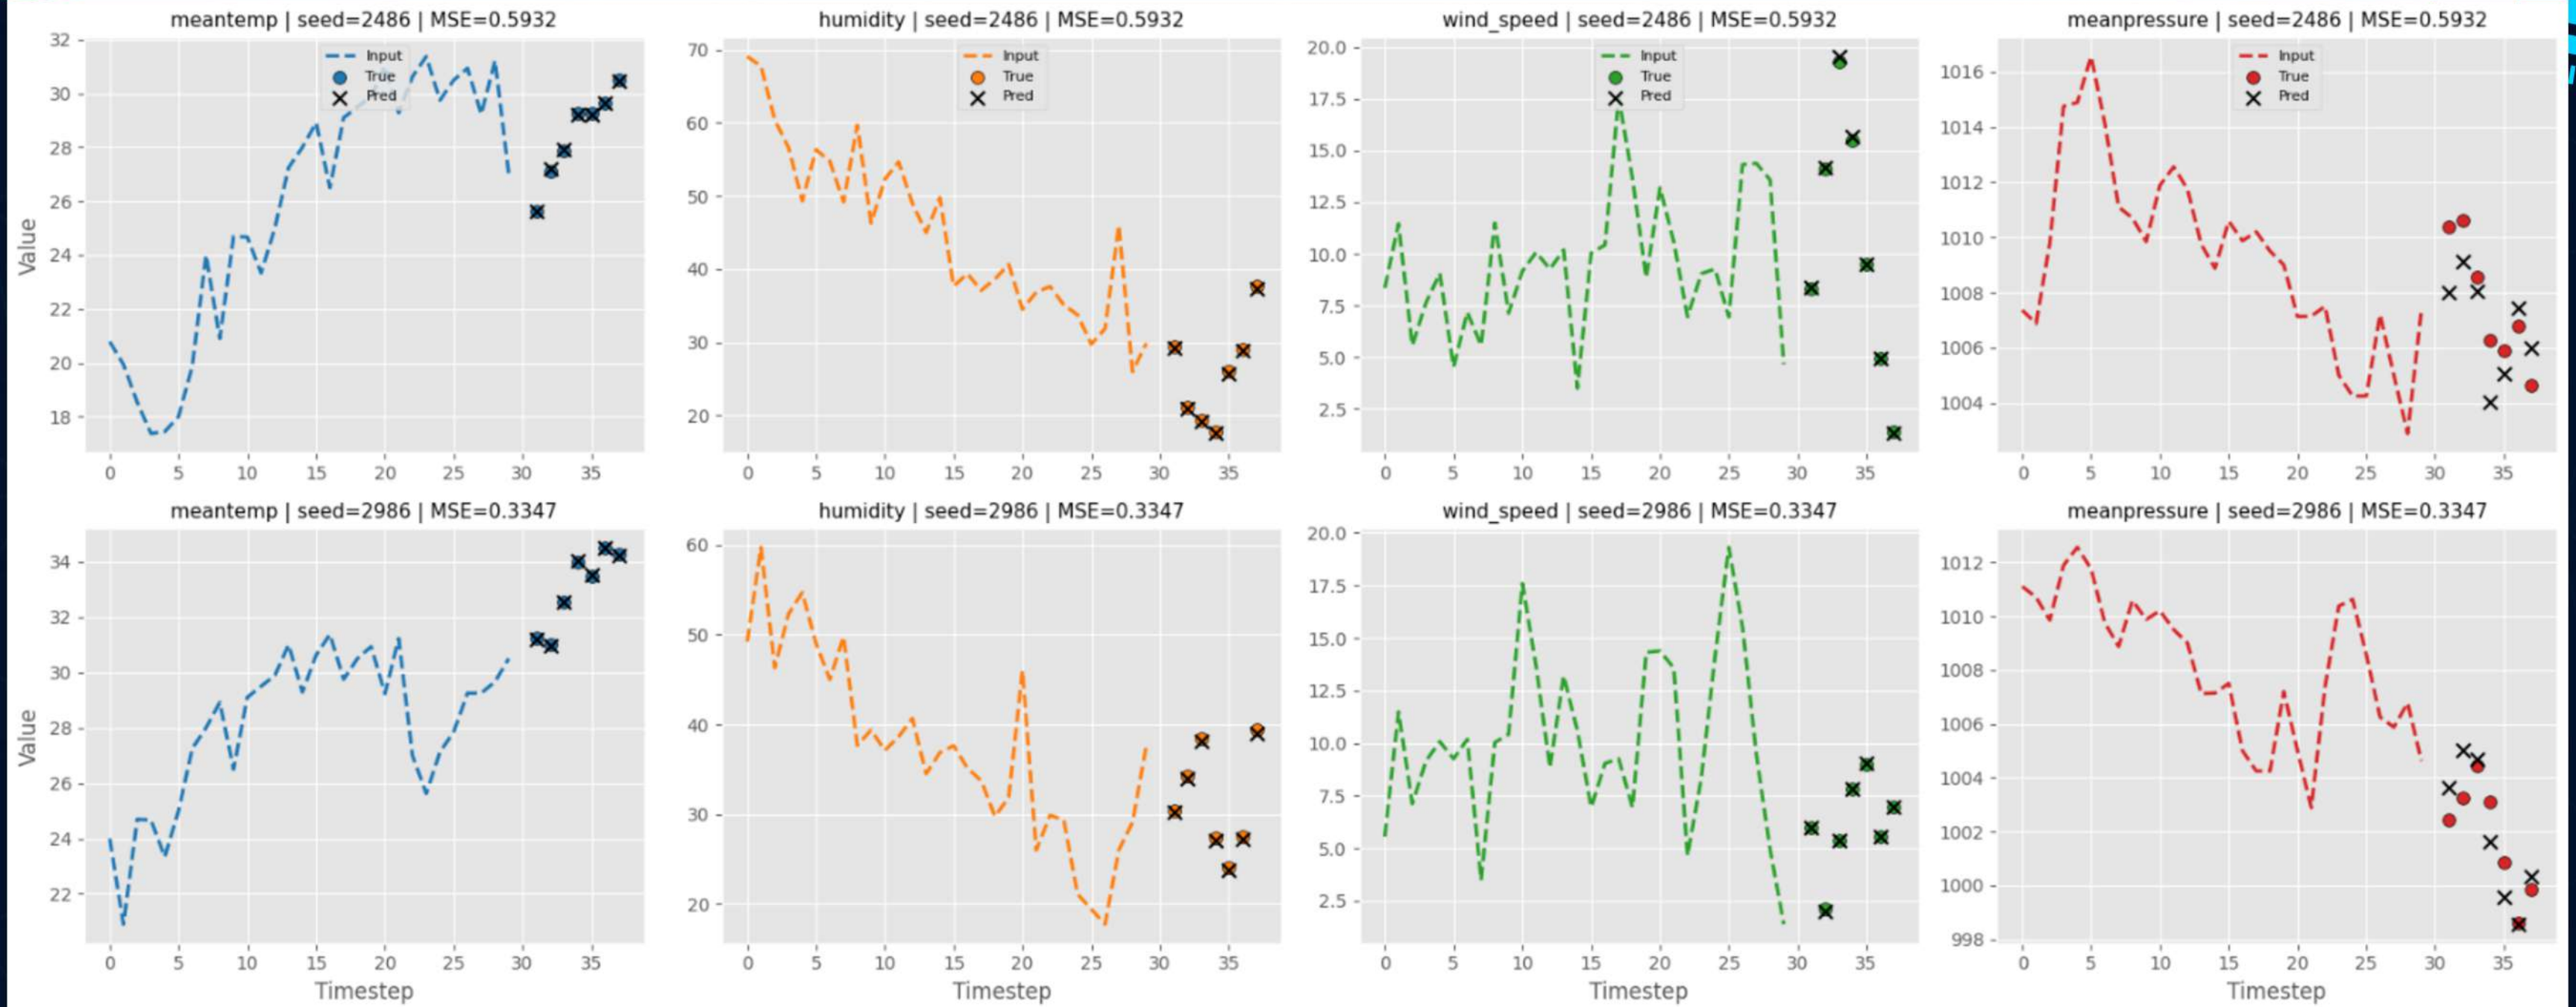 meantemp | seed=2486 | MSE=0.5932
32
30
28
26
24
22
20
18
Value
Input
True
Pred
0 5 10 15 20 25 30 35
humidity | seed=2486 | MSE=0.5932
70
60
50
40
30
20
Input
True
Pred
0 5 10 15 20 25 30 35
wind_speed | seed=2486 | MSE=0.5932
20.0
17.5
15.0
12.5
10.0
7.5
5.0
2.5
Input
True
Pred
0 5 10 15 20 25 30 35
meanpressure | seed=2486 | MSE=0.5932
1016
1014
1012
1010
1008
1006
1004
Input
True
Pred
0 5 10 15 20 25 30 35
meantemp | seed=2986 | MSE=0.3347
34
32
30
28
26
24
22
Value
0 5 10 15 20 25 30 35
Timestep
humidity | seed=2986 | MSE=0.3347
60
50
40
30
20
0 5 10 15 20 25 30 35
Timestep
wind_speed | seed=2986 | MSE=0.3347
20.0
17.5
15.0
12.5
10.0
7.5
5.0
2.5
0 5 10 15 20 25 30 35
Timestep
meanpressure | seed=2986 | MSE=0.3347
1012
1010
1008
1006
1004
1002
1000
998
0 5 10 15 20 25 30 35
Timestep